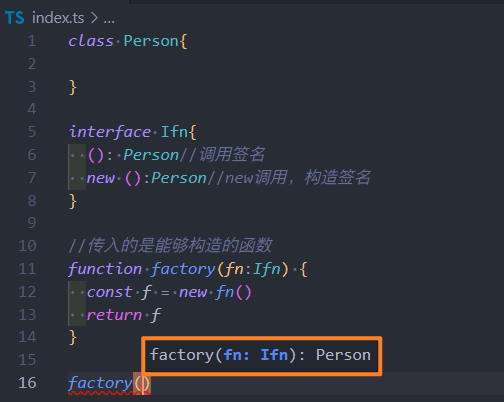 TS index.ts > ...
1 class Person{
2
3 }
4
5 interface Ifn{
6 (): Person//调用签名
7 new ():Person//new调用，构造签名
8 }
9
10 //传入的是能够构造的函数
11 function factory(fn:Ifn) {
12 const f = new fn()
13 return f
14 }
15 factory(fn: Ifn): Person
16 factory()